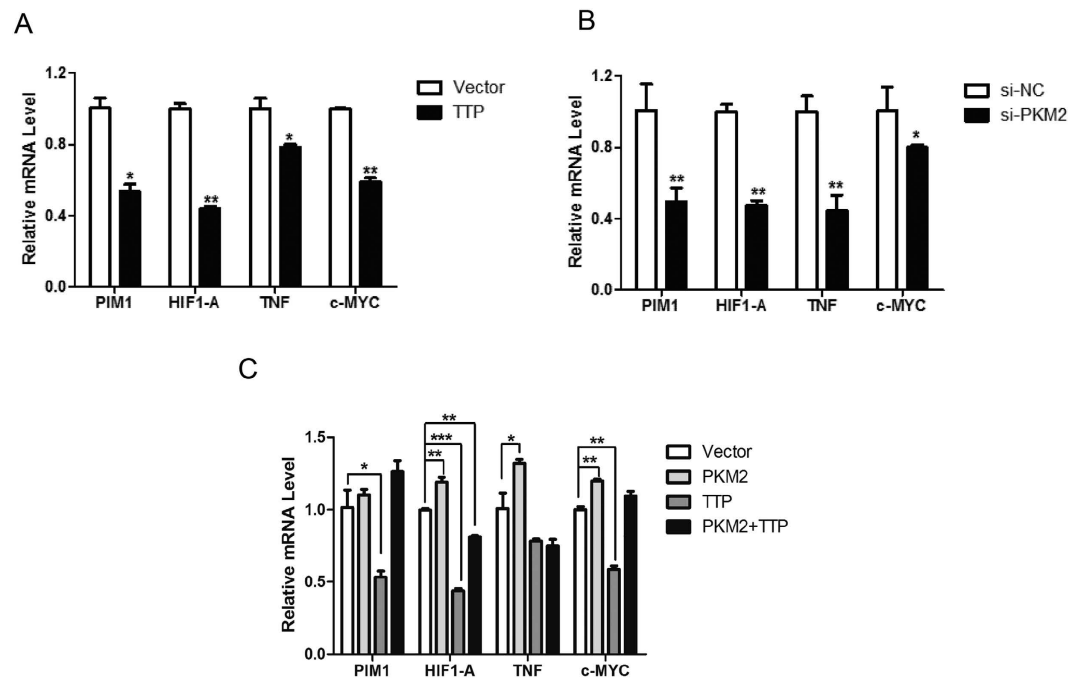 A
Relative mRNA Level
1.2
0.8
0.4
0.0
*
**
*
**
PIM1 HIF1-A TNF c-MYC
Vector
TTP
B
Relative mRNA Level
1.2
0.8
0.4
0.0
**
**
**
*
PIM1 HIF1-A TNF c-MYC
si-NC
si-PKM2
C
Relative mRNA Level
1.5
1.0
0.5
0.0
*
**
***
**
*
**
**
PIM1 HIF1-A TNF c-MYC
Vector
PKM2
TTP
PKM2+TTP